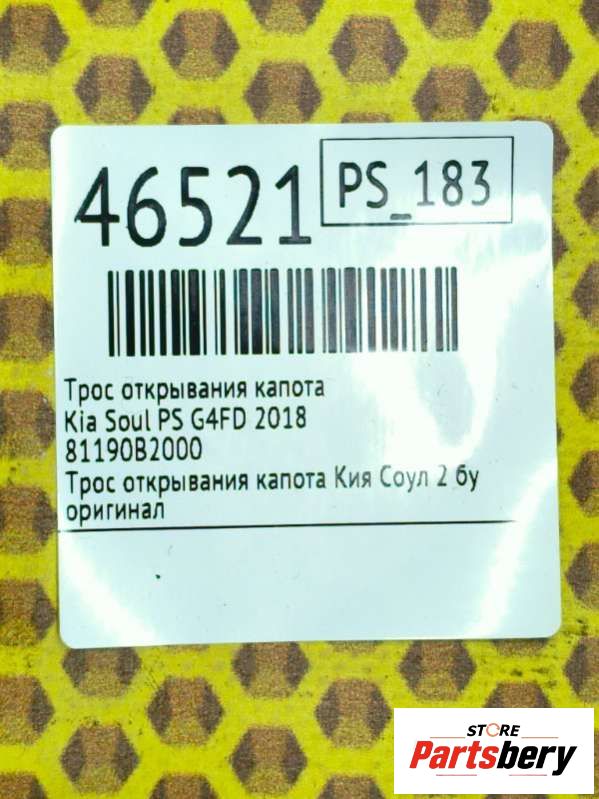 46521
PS_183
Трос открывания капота
Kia Soul PS G4FD 2018
81190B2000
Трос открывания капота Кия Соул 2 бу
оригинал
STORE
Partsbery